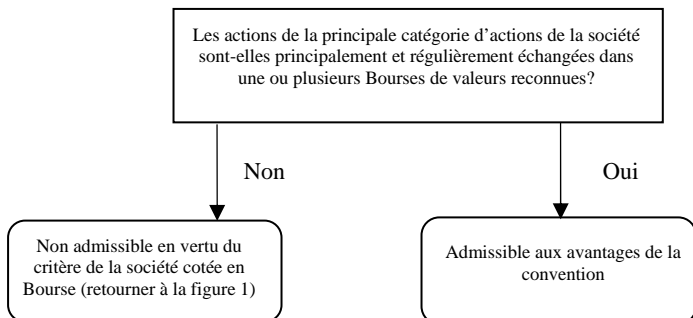 Les actions de la principale catégorie d’actions de la société
sont-elles principalement et régulièrement échangées dans
une ou plusieurs Bourses de valeurs reconnues?
Non
Oui
Non admissible en vertu du
critère de la société cotée en
Bourse (retourner à la figure 1)
Admissible aux avantages de la
convention